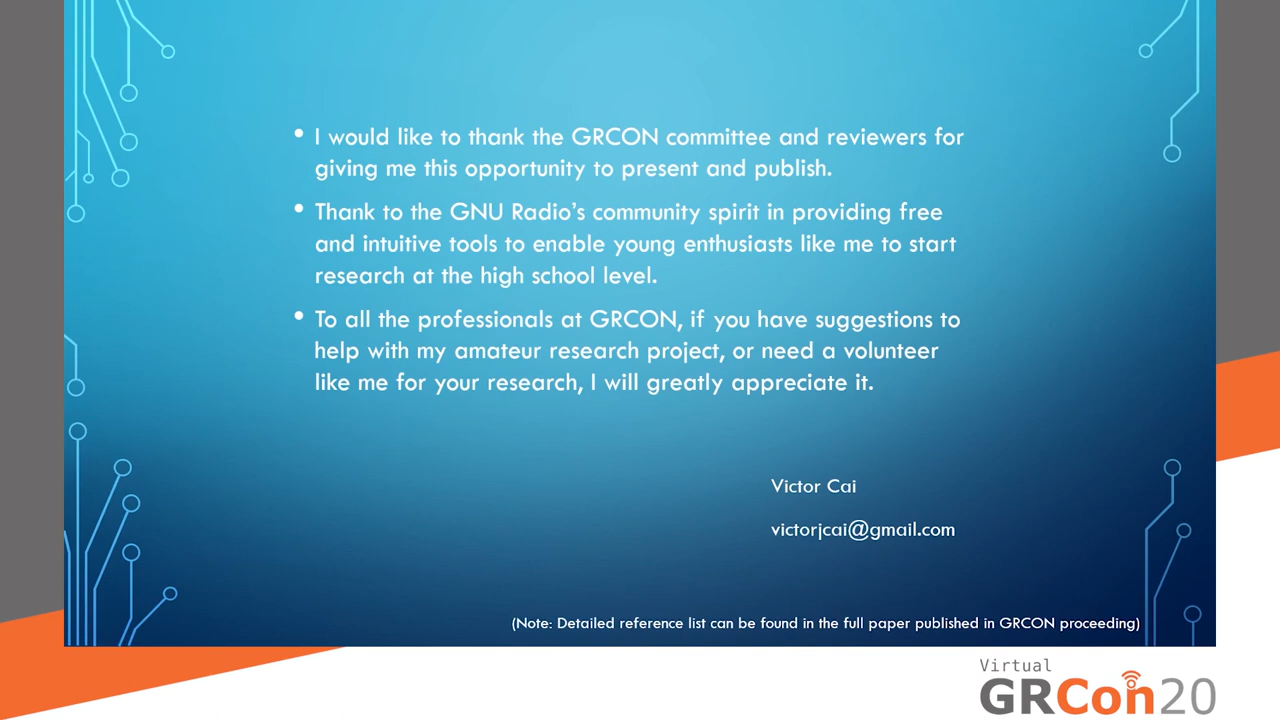 • I would like to thank the GRCON committee and reviewers for
giving me this opportunity to present and publish.
• Thank to the GNU Radio’s community spirit in providing free
and intuitive tools to enable young enthusiasts like me to start
research at the high school level.
• To all the professionals at GRCON, if you have suggestions to
help with my amateur research project, or need a volunteer
like me for your research, I will greatly appreciate it.
Victor Cai
victorjcai@gmail.com
(Note: Detailed reference list can be found in the full paper published in GRCON proceeding)
Virtual
GRCon20